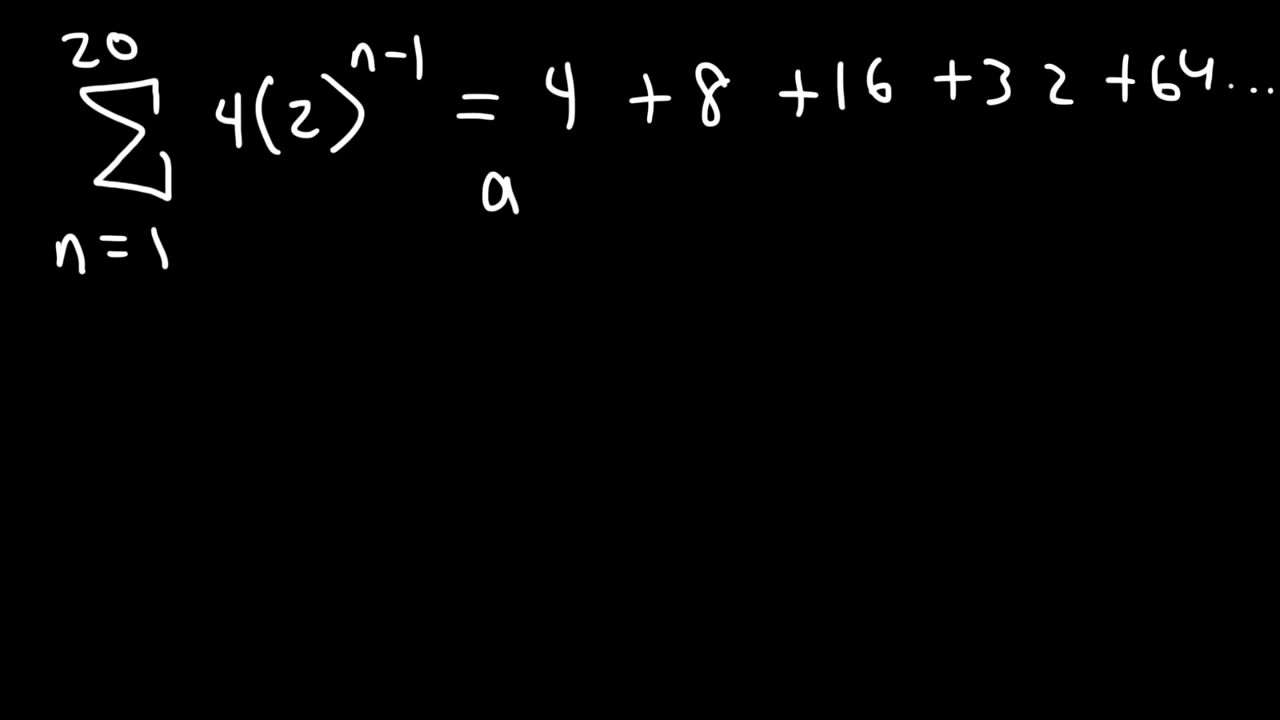 20
∑ 4(2)^{n-1} = 4 + 8 + 16 + 32 + 64...
n = 1
a